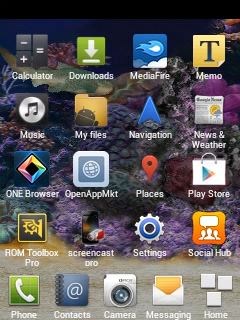 Calculator Downloads MediaFire Memo
Music My files Navigation News &
Weather
ONE Browser OpenAppMkt Places Play Store
ROM Toolbox screencast Settings Social Hub
Pro pro
Phone Contacts Camera Messaging Home